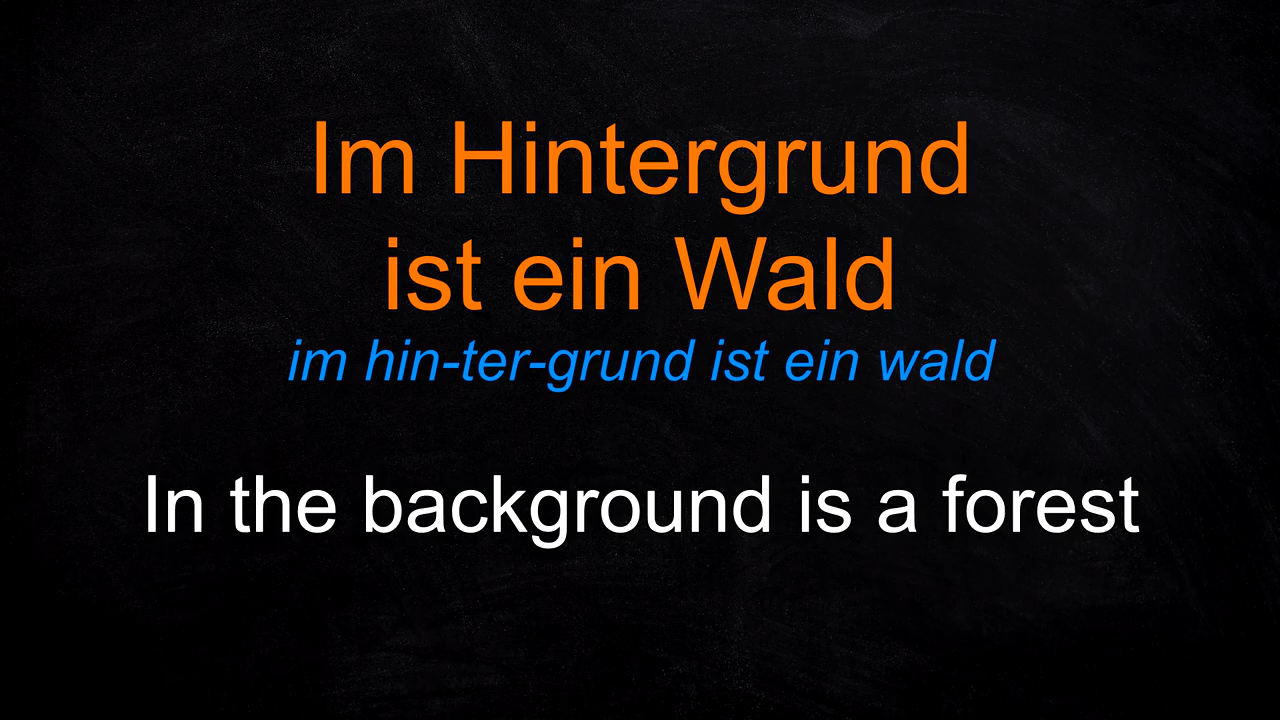 Im Hintergrund
ist ein Wald
im hin-ter-grund ist ein wald
In the background is a forest